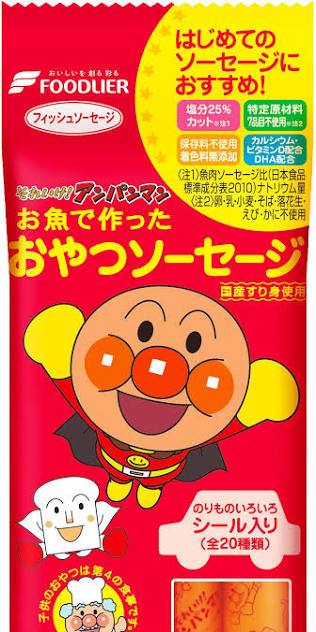 はじめての
ソーセージに
おすすめ!
おいしいを創る彩る
FOODLIER
フィッシュソーセージ
塩分25%
カット※注1
特定原材料
7品目不使用※注2
保存料不使用
着色料無添加
カルシウム・
ビタミンD配合
DHA配合
〈注1〉魚肉ソーセージ比(日本食品
標準成分表2010)ナトリウム量
〈注2〉卵・乳・小麦・そば・落花生・
えび・かに不使用
それいけ!アンパンマン
お魚で作った
おやつソーセージ
国産すり身使用
のりものいろいろ
シール入り
(全20種類)
子供のおやつは第4の食事です。